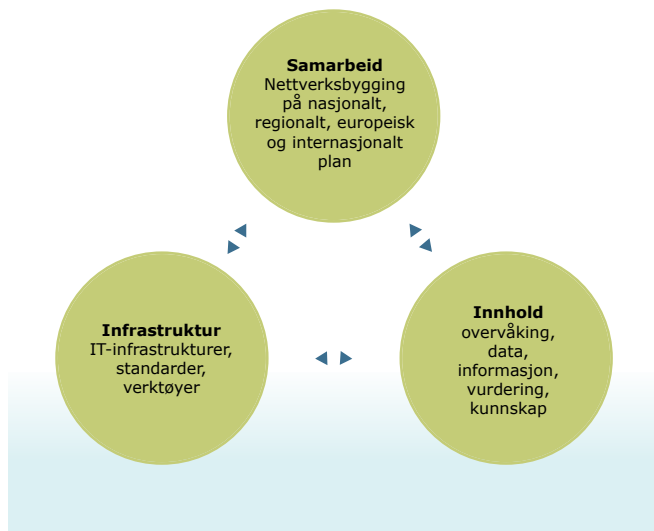 Samarbeid
Nettverksbygging
på nasjonalt,
regionalt, europeisk
og internasjonalt
plan
Infrastruktur
IT-infrastrukturer,
standarder,
verktøyer
Innhold
overvåking,
data,
informasjon,
vurdering,
kunnskap